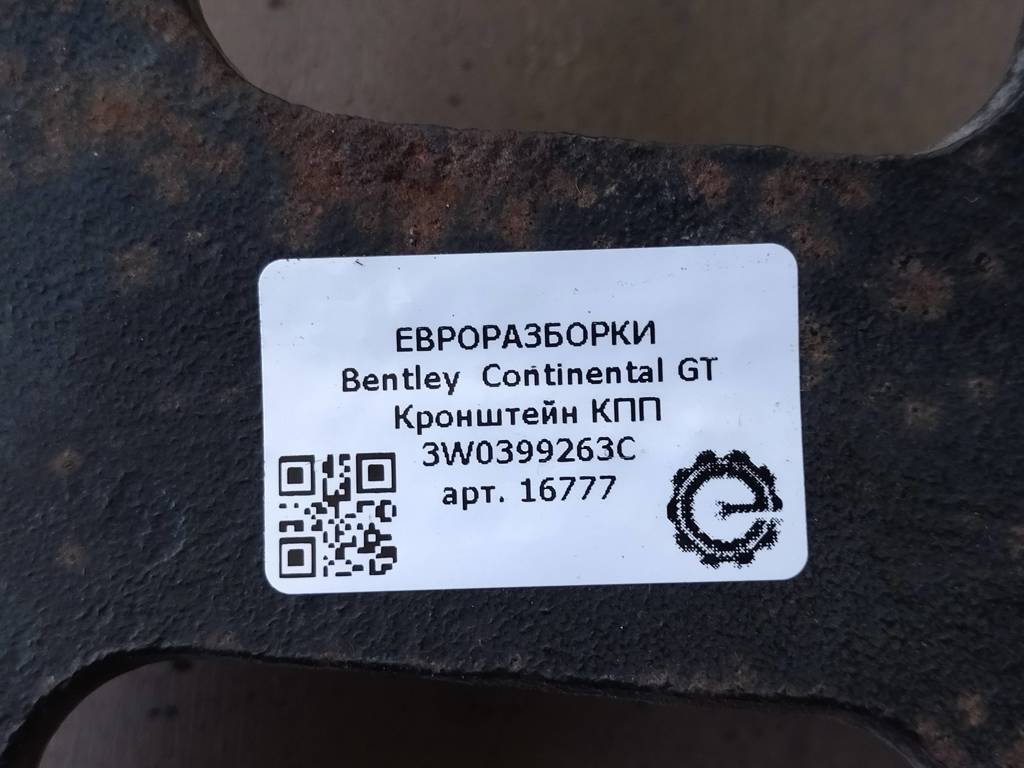 ЕВРОРАЗБОРКИ
Bentley Continental GT
Кронштейн КПП
3W0399263C
арт. 16777